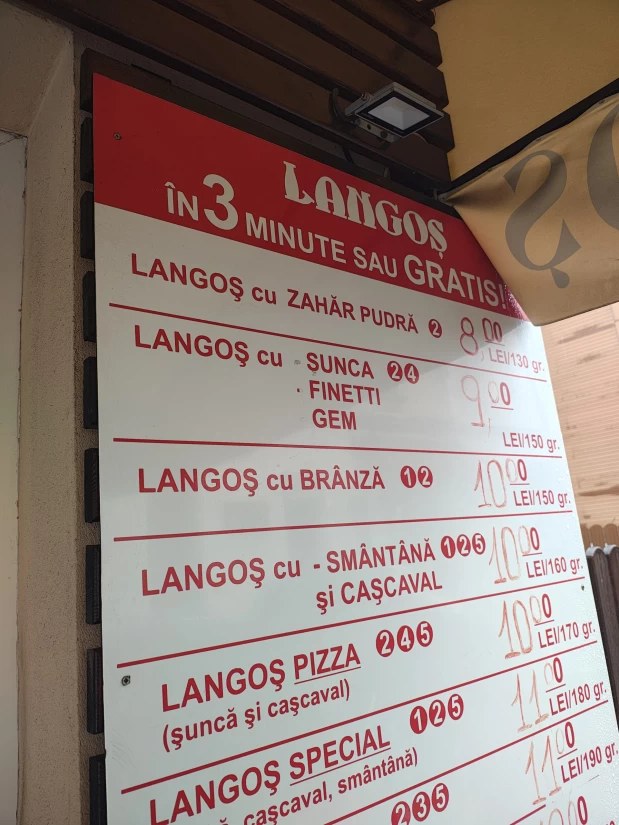 LANGOȘ
ÎN 3 MINUTE SAU GRATIS!
LANGOŞ cu ZAHĂR PUDRĂ 2 8,00 LEI/130 gr.
LANGOŞ cu - ŞUNCA 2 4 9,00
· FINETTI
GEM LEI/150 gr.
LANGOŞ cu BRÂNZĂ 1 2 10,00 LEI/150 gr.
LANGOŞ cu - SMÂNTÂNĂ 1 2 5 10,00 LEI/160 gr.
şi CAŞCAVAL
LANGOŞ PIZZA 2 4 5 10,00 LEI/170 gr.
(şuncă şi caşcaval)
LANGOŞ SPECIAL 1 2 5 11,00 LEI/180 gr.
caşcaval, smântână)
2 3 5 11,00 LEI/190 gr.